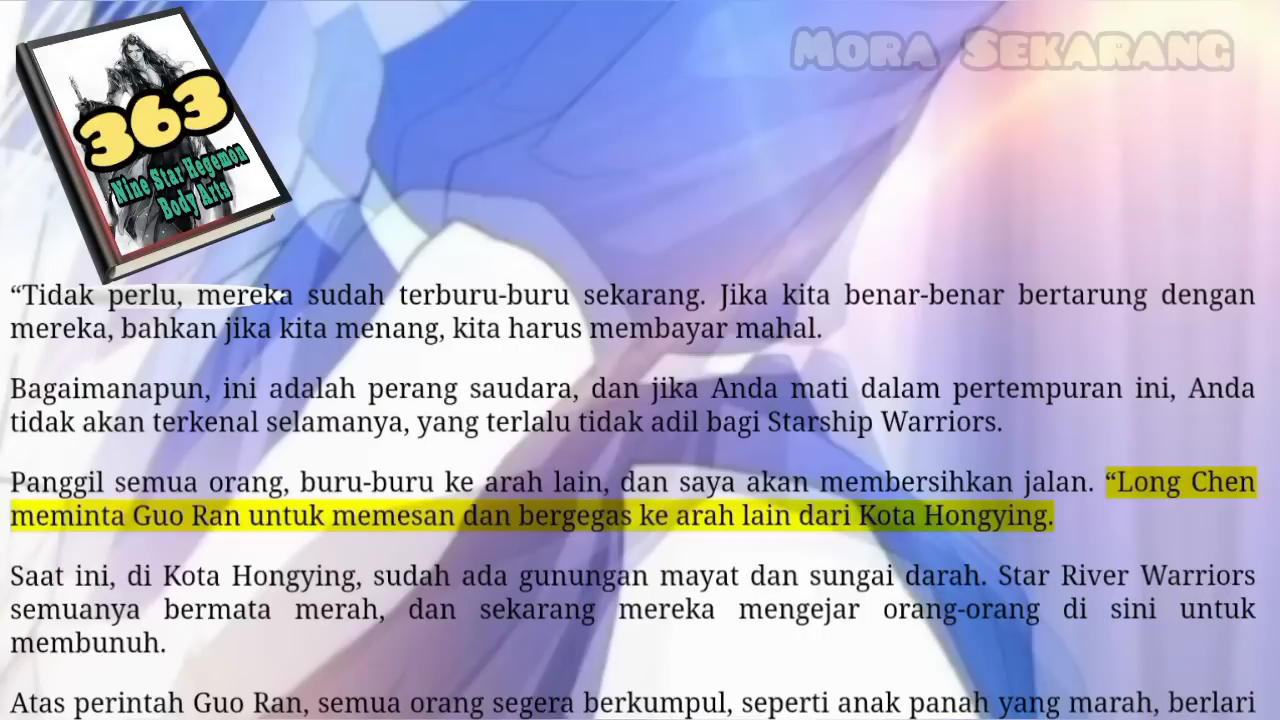 MORA SEKARANG
363
Nine Star Hegemon
Body Arts
“Tidak perlu, mereka sudah terburu-buru sekarang. Jika kita benar-benar bertarung dengan
mereka, bahkan jika kita menang, kita harus membayar mahal.
Bagaimanapun, ini adalah perang saudara, dan jika Anda mati dalam pertempuran ini, Anda
tidak akan terkenal selamanya, yang terlalu tidak adil bagi Starship Warriors.
Panggil semua orang, buru-buru ke arah lain, dan saya akan membersihkan jalan. “Long Chen
meminta Guo Ran untuk memesan dan bergegas ke arah lain dari Kota Hongying.
Saat ini, di Kota Hongying, sudah ada gunungan mayat dan sungai darah. Star River Warriors
semuanya bermata merah, dan sekarang mereka mengejar orang-orang di sini untuk
membunuh.
Atas perintah Guo Ran, semua orang segera berkumpul, seperti anak panah yang marah, berlari